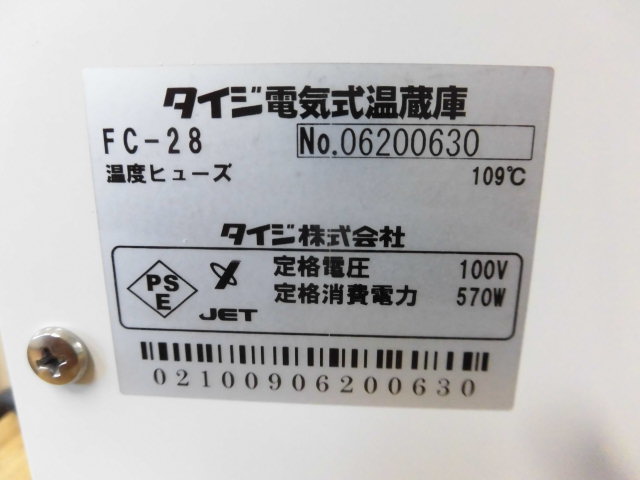 タイジ電気式温蔵庫
FC-28 No.06200630
温度ヒューズ 109℃
タイジ株式会社
PS
E
JET
定格電圧 100V
定格消費電力 570W
02100906200630